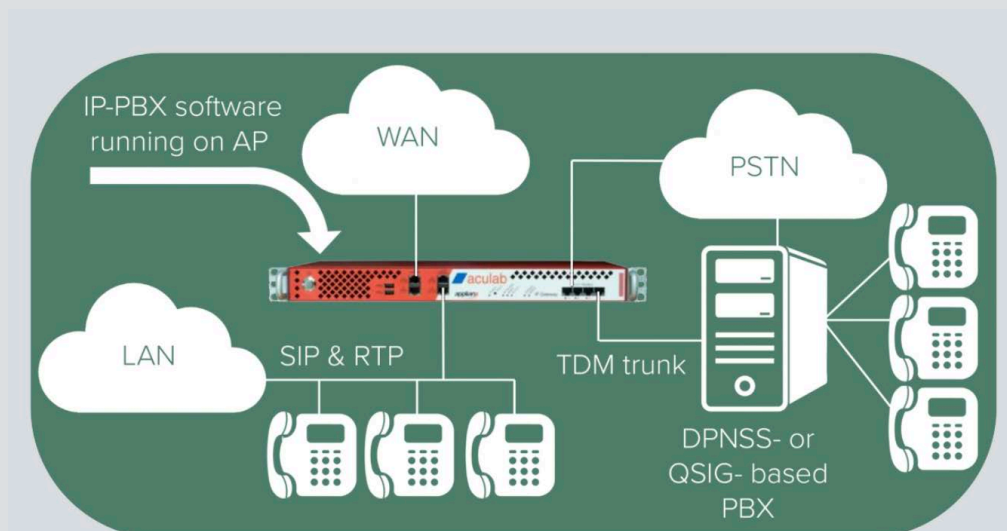 IP-PBX software
running on AP
WAN
PSTN
aculab
LAN
SIP & RTP
TDM trunk
DPNSS- or
QSIG- based
PBX